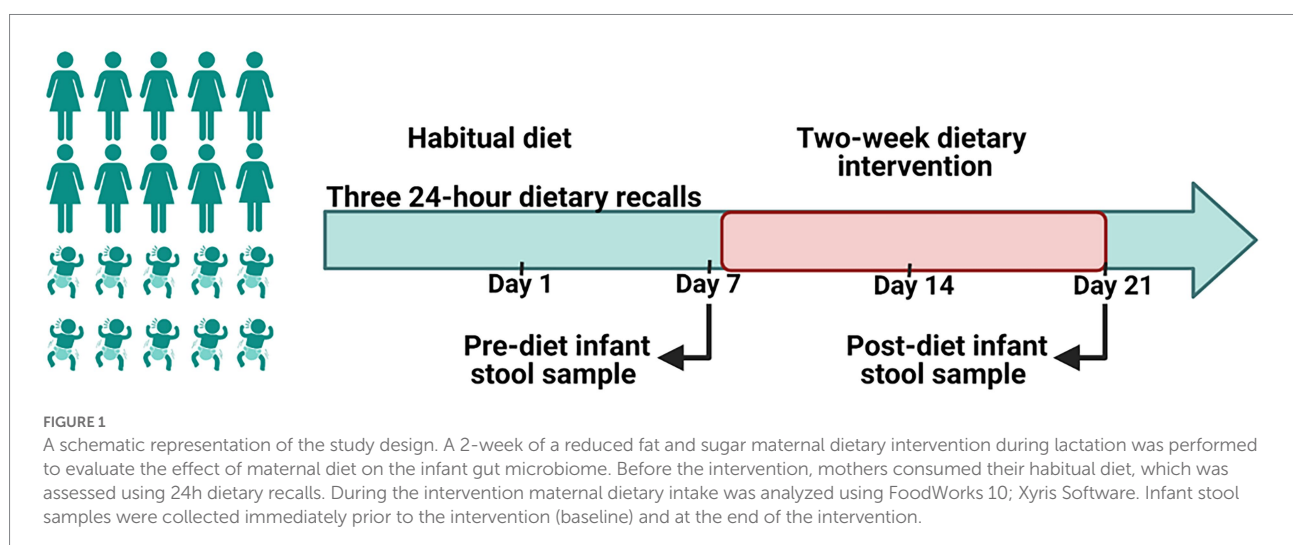 Habitual diet
Two-week dietary
intervention
Three 24-hour dietary recalls
Day 1
Day 7
Day 14
Day 21
Pre-diet infant
stool sample
Post-diet infant
stool sample
FIGURE 1
A schematic representation of the study design. A 2-week of a reduced fat and sugar maternal dietary intervention during lactation was performed
to evaluate the effect of maternal diet on the infant gut microbiome. Before the intervention, mothers consumed their habitual diet, which was
assessed using 24h dietary recalls. During the intervention maternal dietary intake was analyzed using FoodWorks 10; Xyris Software. Infant stool
samples were collected immediately prior to the intervention (baseline) and at the end of the intervention.